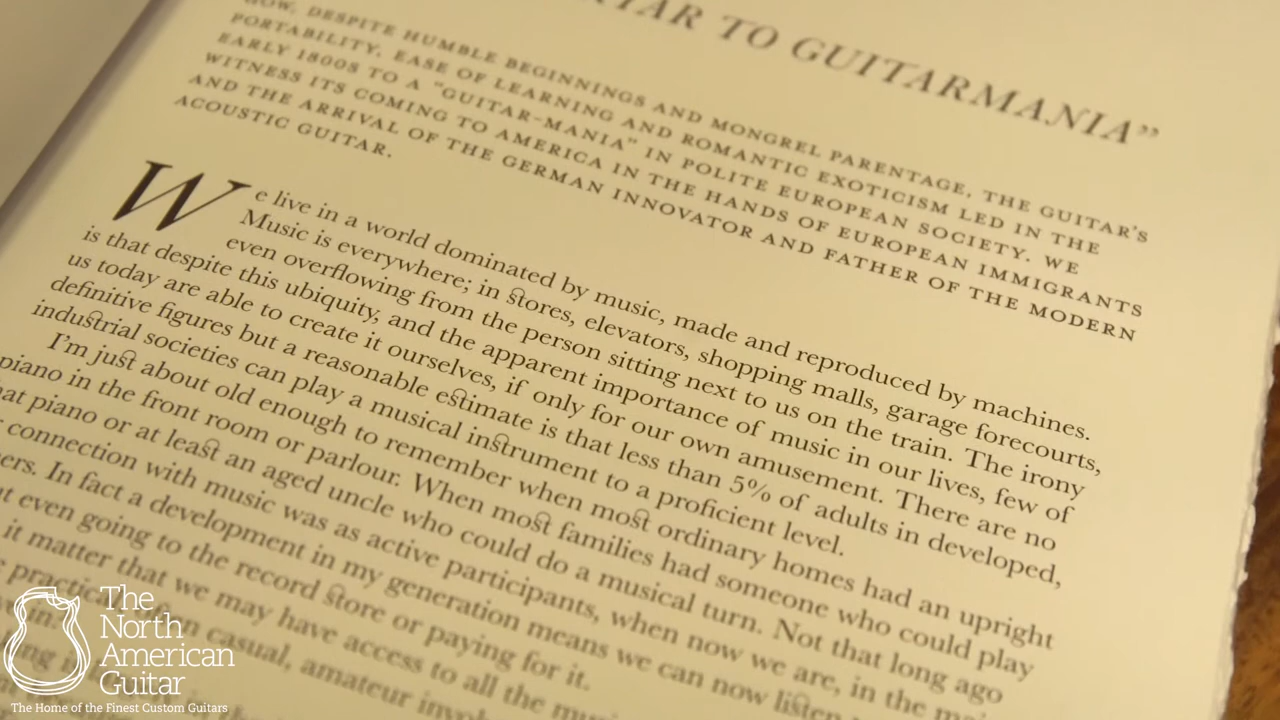 TO GUITARMANIA”
HOW, DESPITE HUMBLE BEGINNINGS AND MONGREL PARENTAGE, THE GUITAR'S
PORTABILITY, EASE OF LEARNING AND ROMANTIC EXOTICISM LED IN THE
EARLY 1800S TO A "GUITAR-MANIA" IN POLITE EUROPEAN SOCIETY. WE
WITNESS ITS COMING TO AMERICA IN THE HANDS OF EUROPEAN IMMIGRANTS
AND THE ARRIVAL OF THE GERMAN INNOVATOR AND FATHER OF THE MODERN
ACOUSTIC GUITAR.
We live in a world dominated by music, made and reproduced by machines.
Music is everywhere; in stores, elevators, shopping malls, garage forecourts,
even overflowing from the person sitting next to us on the train. The irony
is that despite this ubiquity, and the apparent importance of music in our lives, few of
us today are able to create it ourselves, if only for our own amusement. There are no
definitive figures but a reasonable estimate is that less than 5% of adults in developed,
industrial societies can play a musical instrument to a proficient level.
I'm just about old enough to remember when most ordinary homes had an upright
piano in the front room or parlour. When most families had someone who could play
that piano or at least an aged uncle who could do a musical turn. Not that long ago
connection with music was as active participants, when now we are, in the
In fact a development in my generation means we can now listen
even going to the record store or paying for it.
it matter that we may have access to all the
casual, amateur
The
North
American
Guitar
The Home of the Finest Custom Guitars